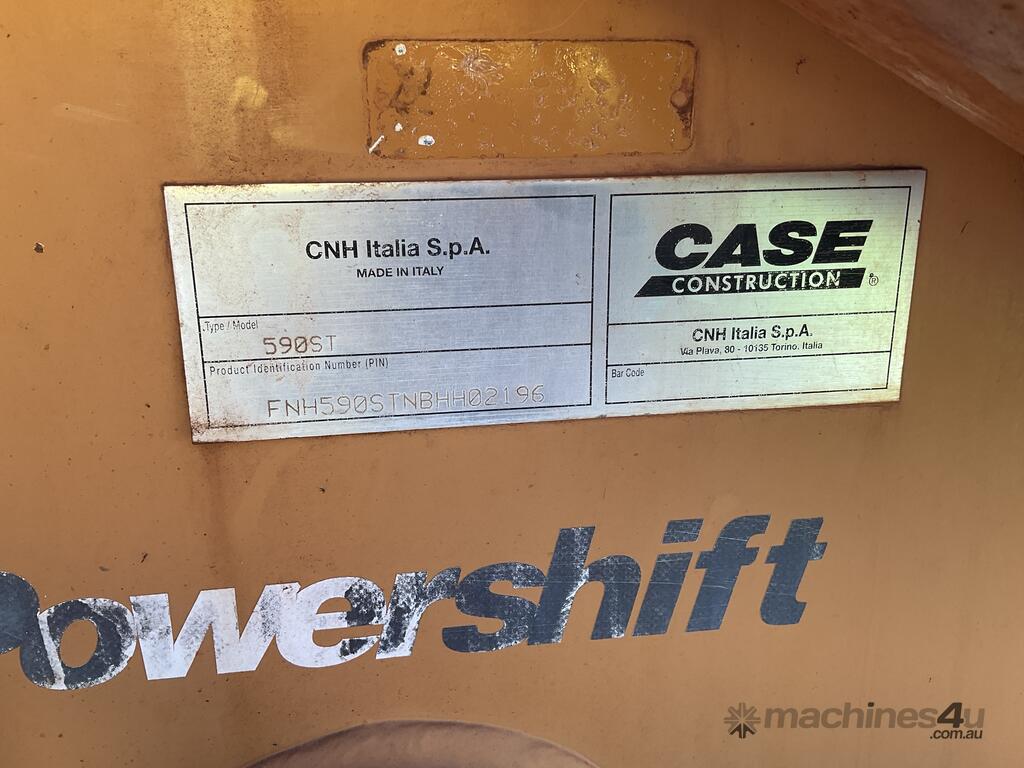 CNH Italia S.p.A.
MADE IN ITALY
Type / Model
590ST
Product Identification Number (PIN)
FNH590STNBHH02196
CASE
CONSTRUCTION ®
CNH Italia S.p.A.
Via Plava, 80 - 10135 Torino, Italia
Bar Code
Powershift
machines4u
.com.au